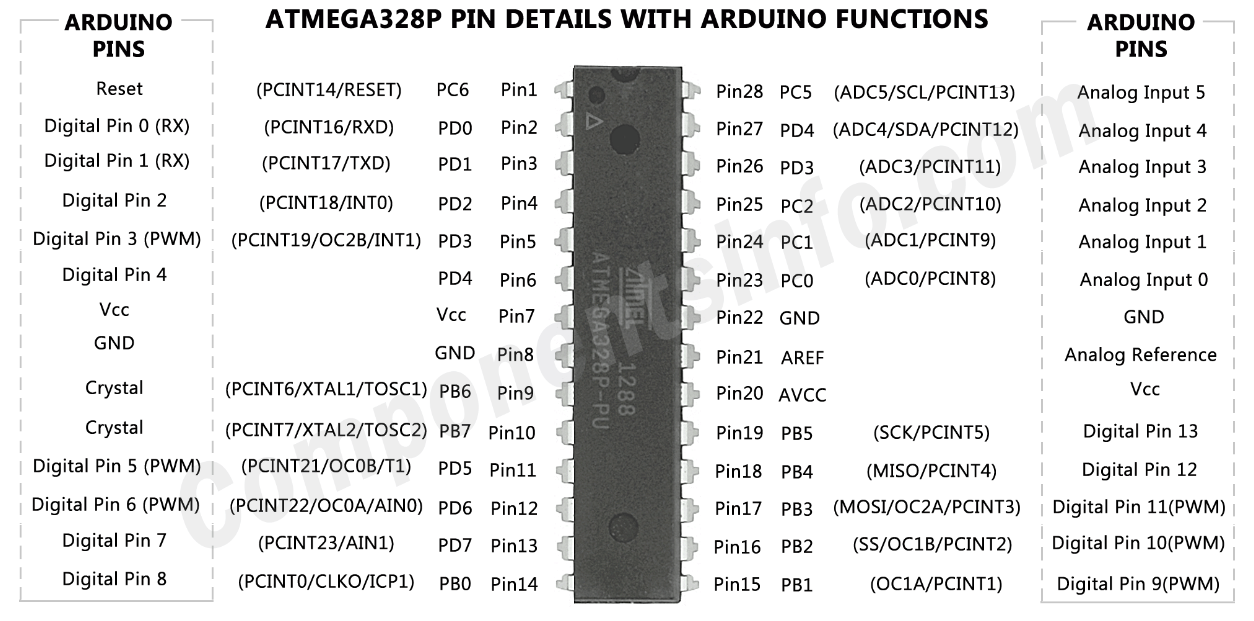 ATMEGA328P PIN DETAILS WITH ARDUINO FUNCTIONS
ARDUINO
PINS
ARDUINO
PINS
Reset (PCINT14/RESET) PC6 Pin1 Pin28 PC5 (ADC5/SCL/PCINT13) Analog Input 5
Digital Pin 0 (RX) (PCINT16/RXD) PD0 Pin2 Pin27 PD4 (ADC4/SDA/PCINT12) Analog Input 4
Digital Pin 1 (RX) (PCINT17/TXD) PD1 Pin3 Pin26 PD3 (ADC3/PCINT11) Analog Input 3
Digital Pin 2 (PCINT18/INT0) PD2 Pin4 Pin25 PC2 (ADC2/PCINT10) Analog Input 2
Digital Pin 3 (PWM) (PCINT19/OC2B/INT1) PD3 Pin5 Pin24 PC1 (ADC1/PCINT9) Analog Input 1
Digital Pin 4 PD4 Pin6 Pin23 PC0 (ADC0/PCINT8) Analog Input 0
Vcc Vcc Pin7 Pin22 GND GND
GND GND Pin8 Pin21 AREF Analog Reference
Crystal (PCINT6/XTAL1/TOSC1) PB6 Pin9 Pin20 AVCC Vcc
Crystal (PCINT7/XTAL2/TOSC2) PB7 Pin10 Pin19 PB5 (SCK/PCINT5) Digital Pin 13
Digital Pin 5 (PWM) (PCINT21/OC0B/T1) PD5 Pin11 Pin18 PB4 (MISO/PCINT4) Digital Pin 12
Digital Pin 6 (PWM) (PCINT22/OC0A/AIN0) PD6 Pin12 Pin17 PB3 (MOSI/OC2A/PCINT3) Digital Pin 11(PWM)
Digital Pin 7 (PCINT23/AIN1) PD7 Pin13 Pin16 PB2 (SS/OC1B/PCINT2) Digital Pin 10(PWM)
Digital Pin 8 (PCINT0/CLKO/ICP1) PB0 Pin14 Pin15 PB1 (OC1A/PCINT1) Digital Pin 9(PWM)
ATMEL 1288
ATMEGA328P-PU
Componentsinfo.com